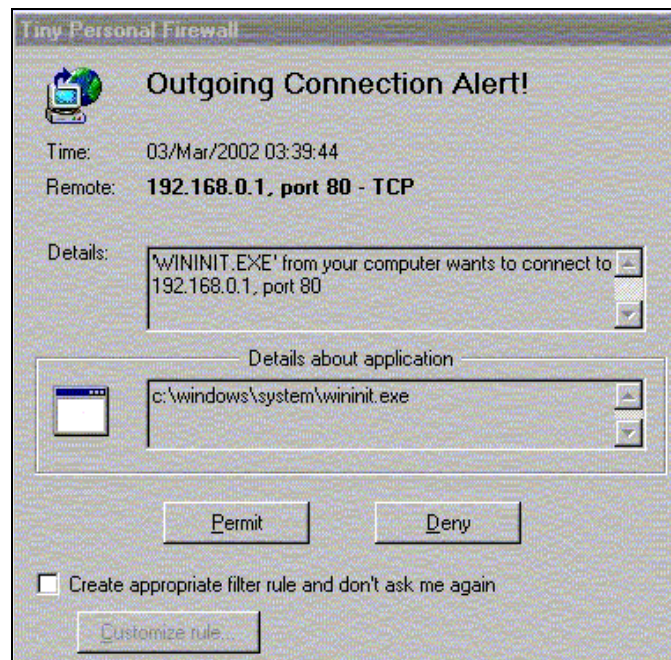 Tiny Personal Firewall
Outgoing Connection Alert!
Time: 03/Mar/2002 03:39:44
Remote: 192.168.0.1, port 80 - TCP
Details: 'WININIT.EXE' from your computer wants to connect to
192.168.0.1, port 80
Details about application
c:\windows\system\wininit.exe
Permit Deny
Create appropriate filter rule and don't ask me again
Customize rule...